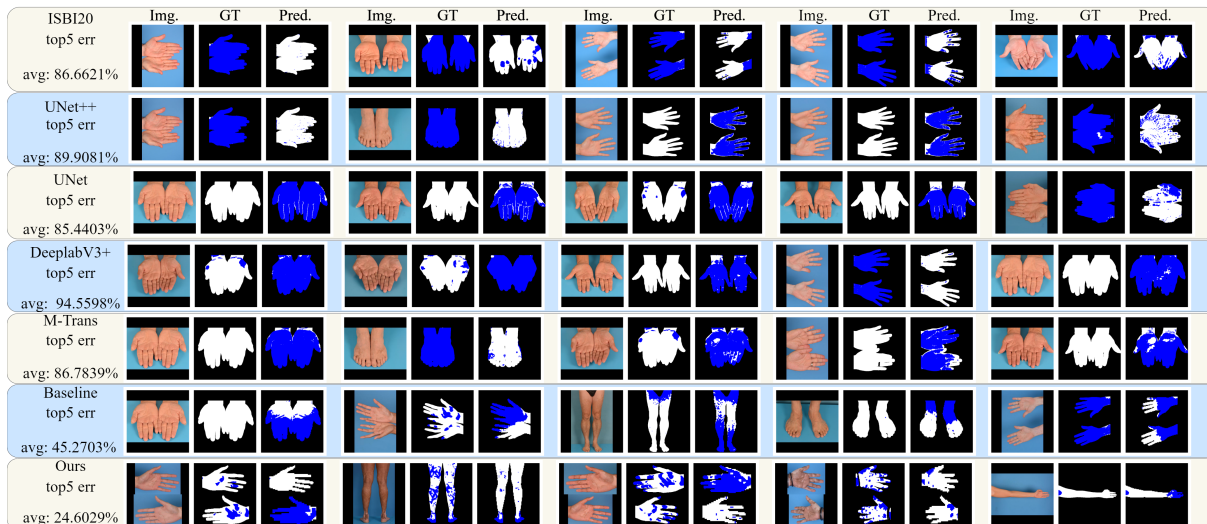 Img. GT Pred. Img. GT Pred. Img. GT Pred. Img. GT Pred. Img. GT Pred.
ISBI20
top5 err
avg: 86.6621%
UNet++
top5 err
avg: 89.9081%
UNet
top5 err
avg: 85.4403%
DeeplabV3+
top5 err
avg: 94.5598%
M-Trans
top5 err
avg: 86.7839%
Baseline
top5 err
avg: 45.2703%
Ours
top5 err
avg: 24.6029%